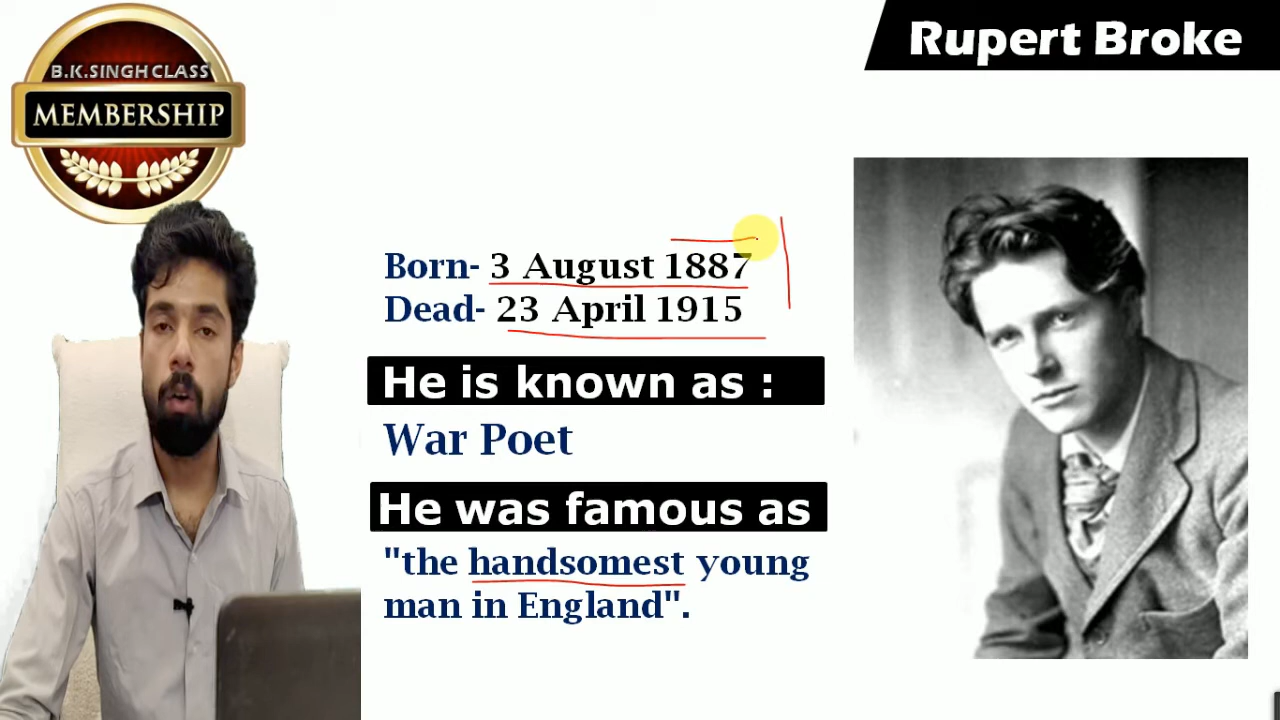 B.K.SINGH CLASS
MEMBERSHIP
Rupert Broke
Born- 3 August 1887
Dead- 23 April 1915
He is known as :
War Poet
He was famous as
"the handsomest young
man in England".